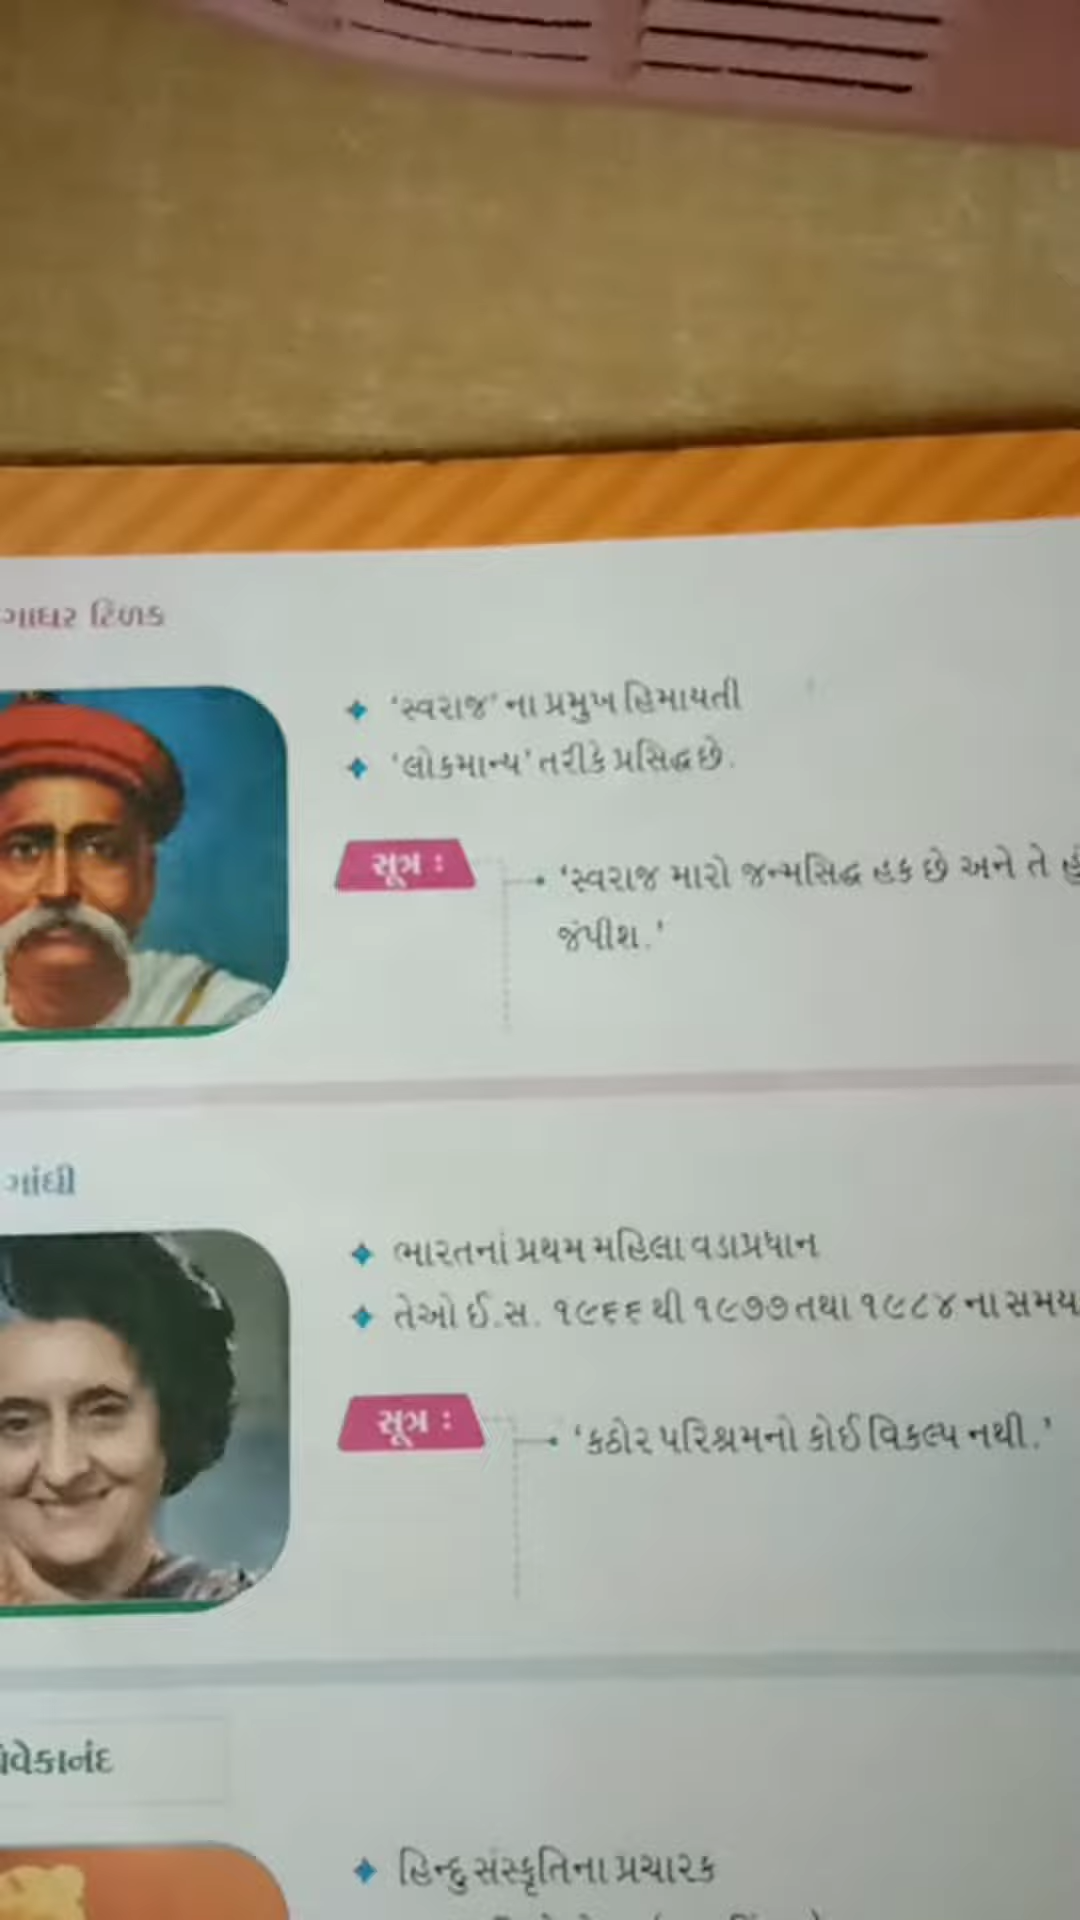 ગાધર ટિળક
‘સ્વરાજ’ ના પ્રમુખ હિમાયતી
‘લોકમાન્ય’ તરીકે પ્રસિદ્ધ છે.
સૂત્ર :
‘સ્વરાજ મારો જન્મસિદ્ધ હક છે અને તે હું
જંપીશ.’
ગાંધી
ભારતનાં પ્રથમ મહિલા વડાપ્રધાન
તેઓ ઈ.સ. ૧૯૬૬ થી ૧૯૭૭ તથા ૧૯૮૪ ના સમય
સૂત્ર :
‘કઠોર પરિશ્રમનો કોઈ વિકલ્પ નથી.’
વેકાનંદ
હિન્દુ સંસ્કૃતિના પ્રચારક